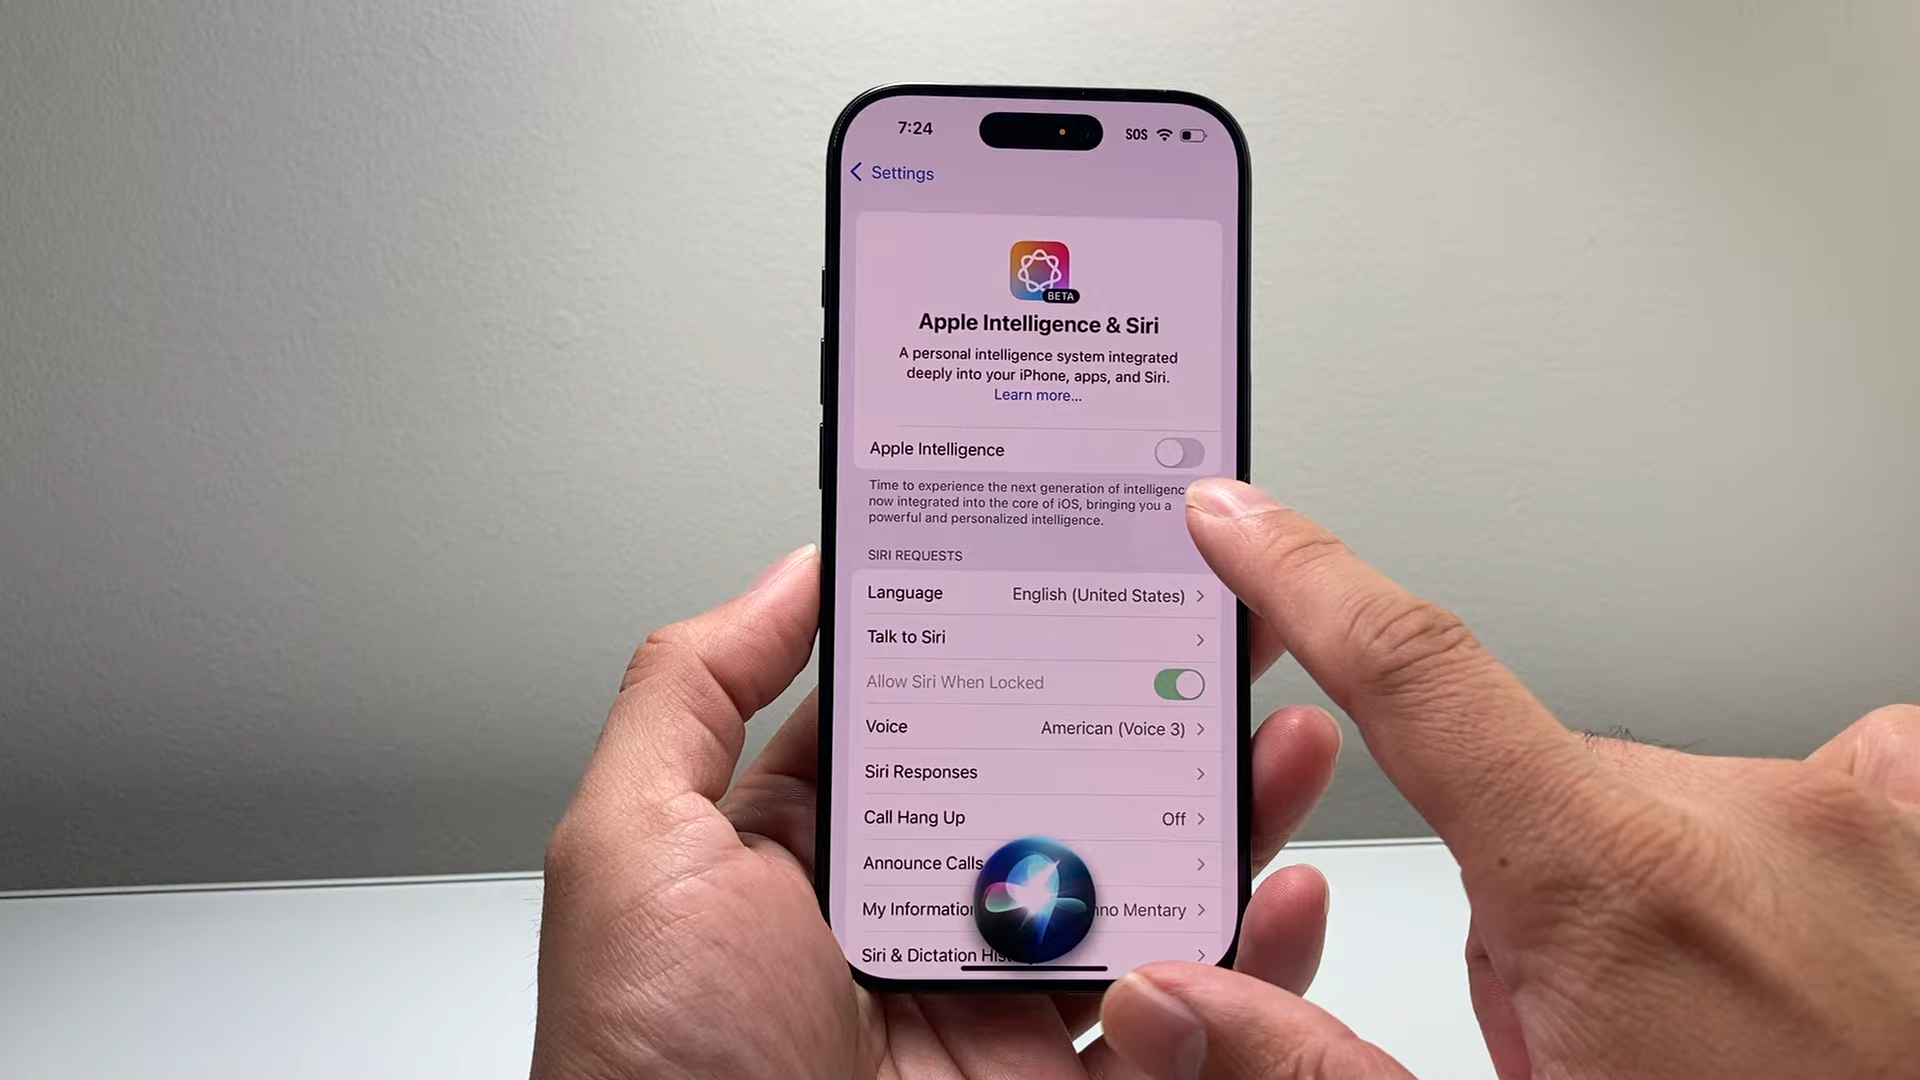 7:24
SOS
Settings
BETA
Apple Intelligence & Siri
A personal intelligence system integrated
deeply into your iPhone, apps, and Siri.
Learn more...
Apple Intelligence
Time to experience the next generation of intelligenc
now integrated into the core of iOS, bringing you a
powerful and personalized intelligence.
SIRI REQUESTS
Language English (United States)
Talk to Siri
Allow Siri When Locked
Voice American (Voice 3)
Siri Responses
Call Hang Up Off
Announce Calls
My Information Mentary
Siri & Dictation